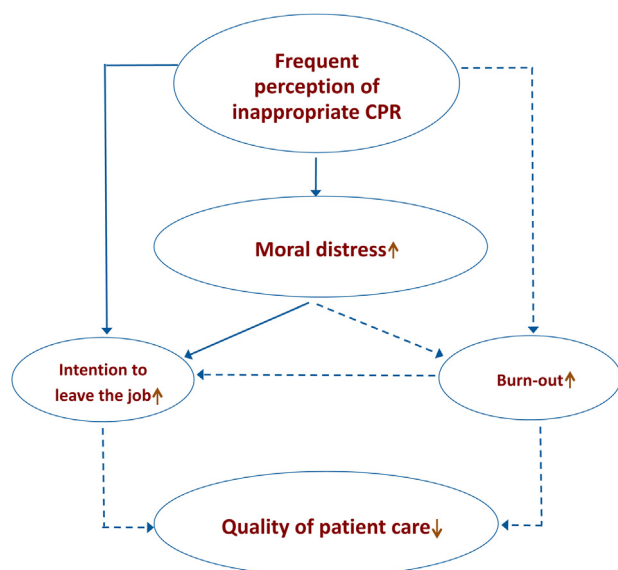 Frequent
perception of
inappropriate CPR
Moral distress↑
Intention to
leave the job↑
Burn-out↑
Quality of patient care↓